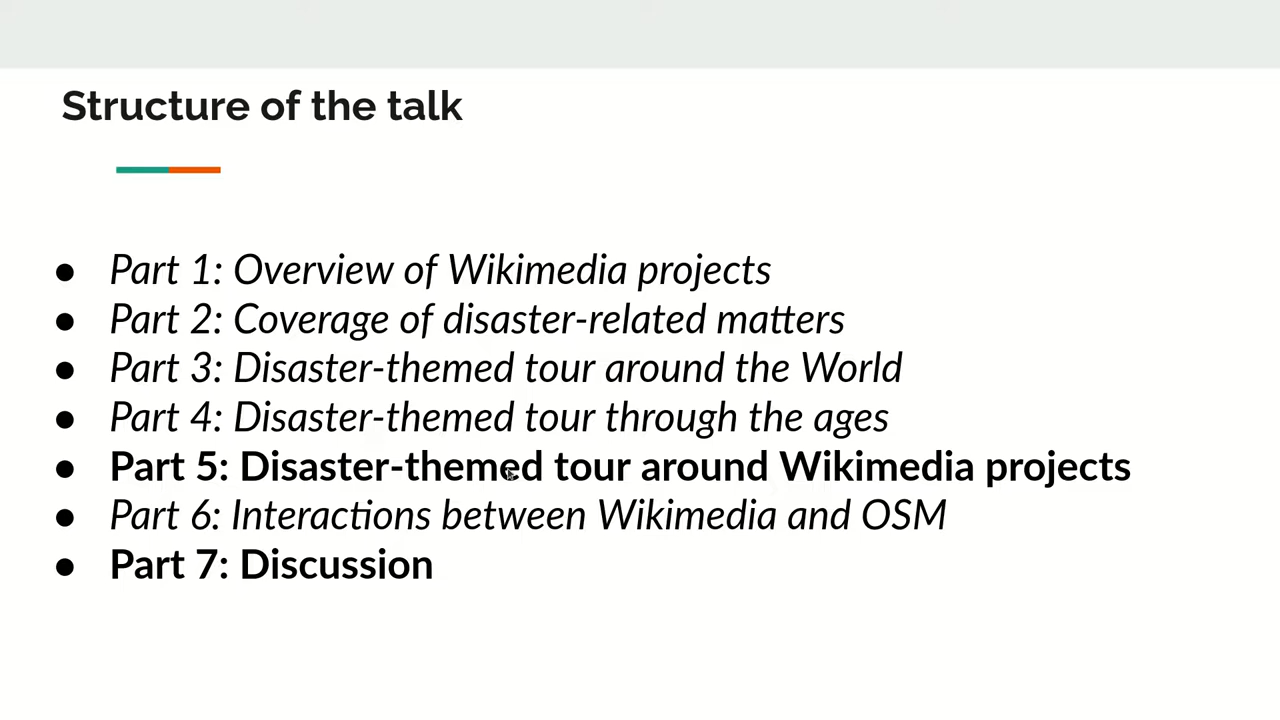 Structure of the talk
● Part 1: Overview of Wikimedia projects
● Part 2: Coverage of disaster-related matters
● Part 3: Disaster-themed tour around the World
● Part 4: Disaster-themed tour through the ages
● Part 5: Disaster-themed tour around Wikimedia projects
● Part 6: Interactions between Wikimedia and OSM
● Part 7: Discussion